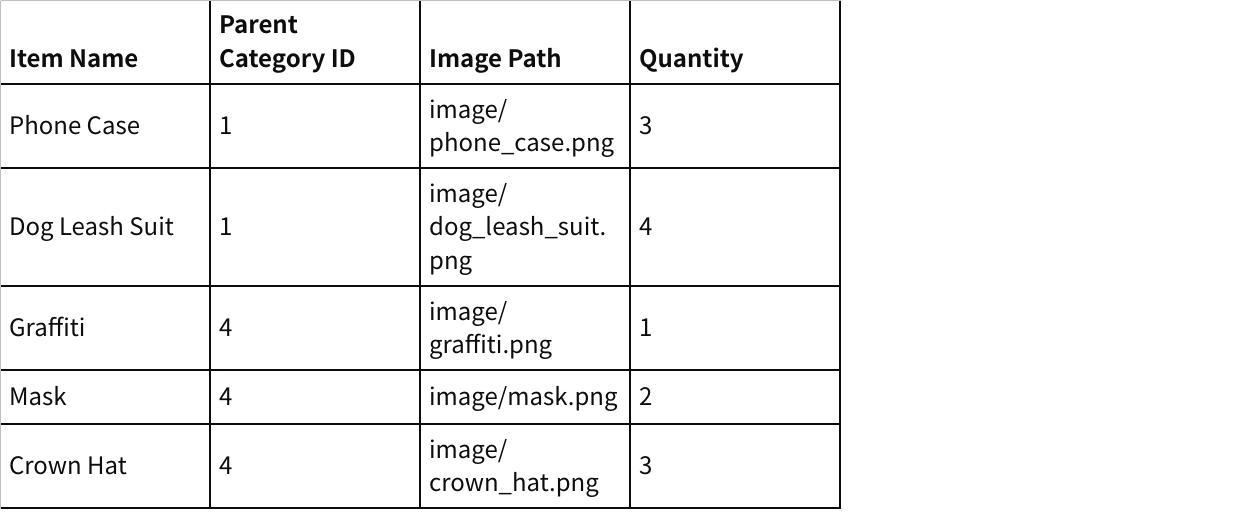 Item Name | Parent Category ID | Image Path | Quantity
Phone Case | 1 | image/phone_case.png | 3
Dog Leash Suit | 1 | image/dog_leash_suit.png | 4
Graffiti | 4 | image/graffiti.png | 1
Mask | 4 | image/mask.png | 2
Crown Hat | 4 | image/crown_hat.png | 3